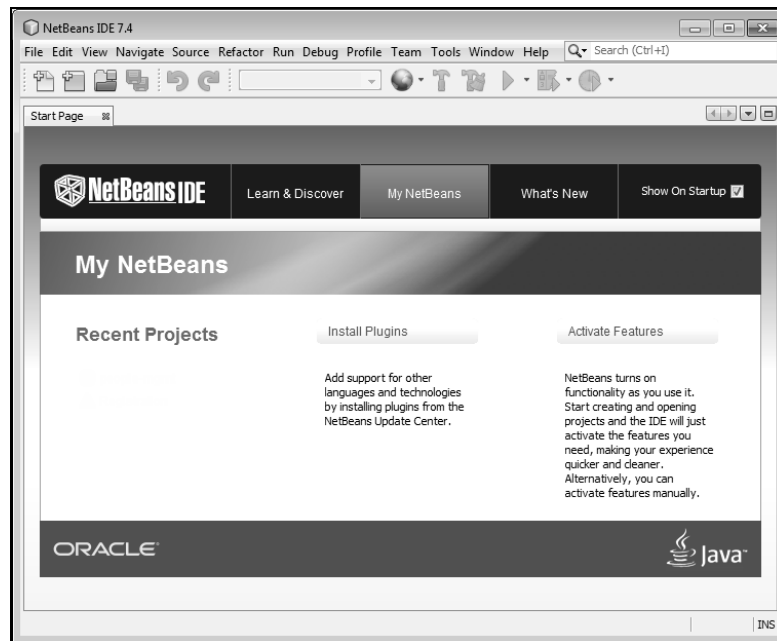 NetBeans IDE 7.4
File Edit View Navigate Source Refactor Run Debug Profile Team Tools Window Help Search (Ctrl+I)
Start Page
NetBeans IDE Learn & Discover My NetBeans What's New Show On Startup
My NetBeans
Recent Projects Install Plugins Activate Features
Add support for other
languages and technologies
by installing plugins from the
NetBeans Update Center.
NetBeans turns on
functionality as you use it.
Start creating and opening
projects and the IDE will just
activate the features you
need, making your experience
quicker and cleaner.
Alternatively, you can
activate features manually.
ORACLE Java™
INS